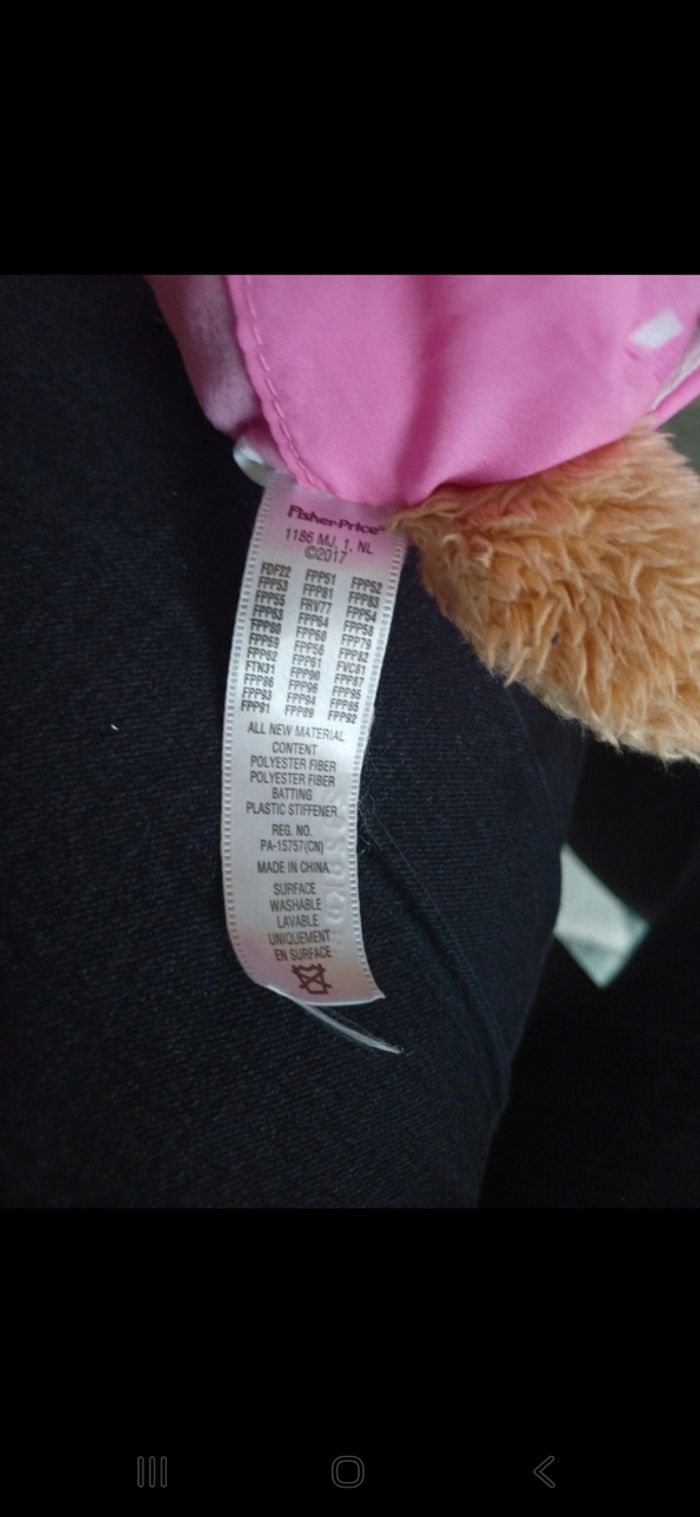 Fisher-Price
1186 MJ, 1, NL
©2017
FDF22 FPP51 FPP52
FPP53 FPP81 FPP83
FPP55 FRV77 FPP54
FPP63 FPP64 FPP58
FPP80 FPP60 FPP79
FPP59 FPP56 FPP82
FPP62 FPP61 FVC81
FTN31 FPP90 FPP87
FPP86 FPP96 FPP95
FPP93 FPP94 FPP85
FPP91 FPP89 FPP92
ALL NEW MATERIAL
CONTENT
POLYESTER FIBER
POLYESTER FIBER
BATTING
PLASTIC STIFFENER
REG. NO.
PA-15757(CN)
MADE IN CHINA
SURFACE
WASHABLE
LAVABLE
UNIQUEMENT
EN SURFACE